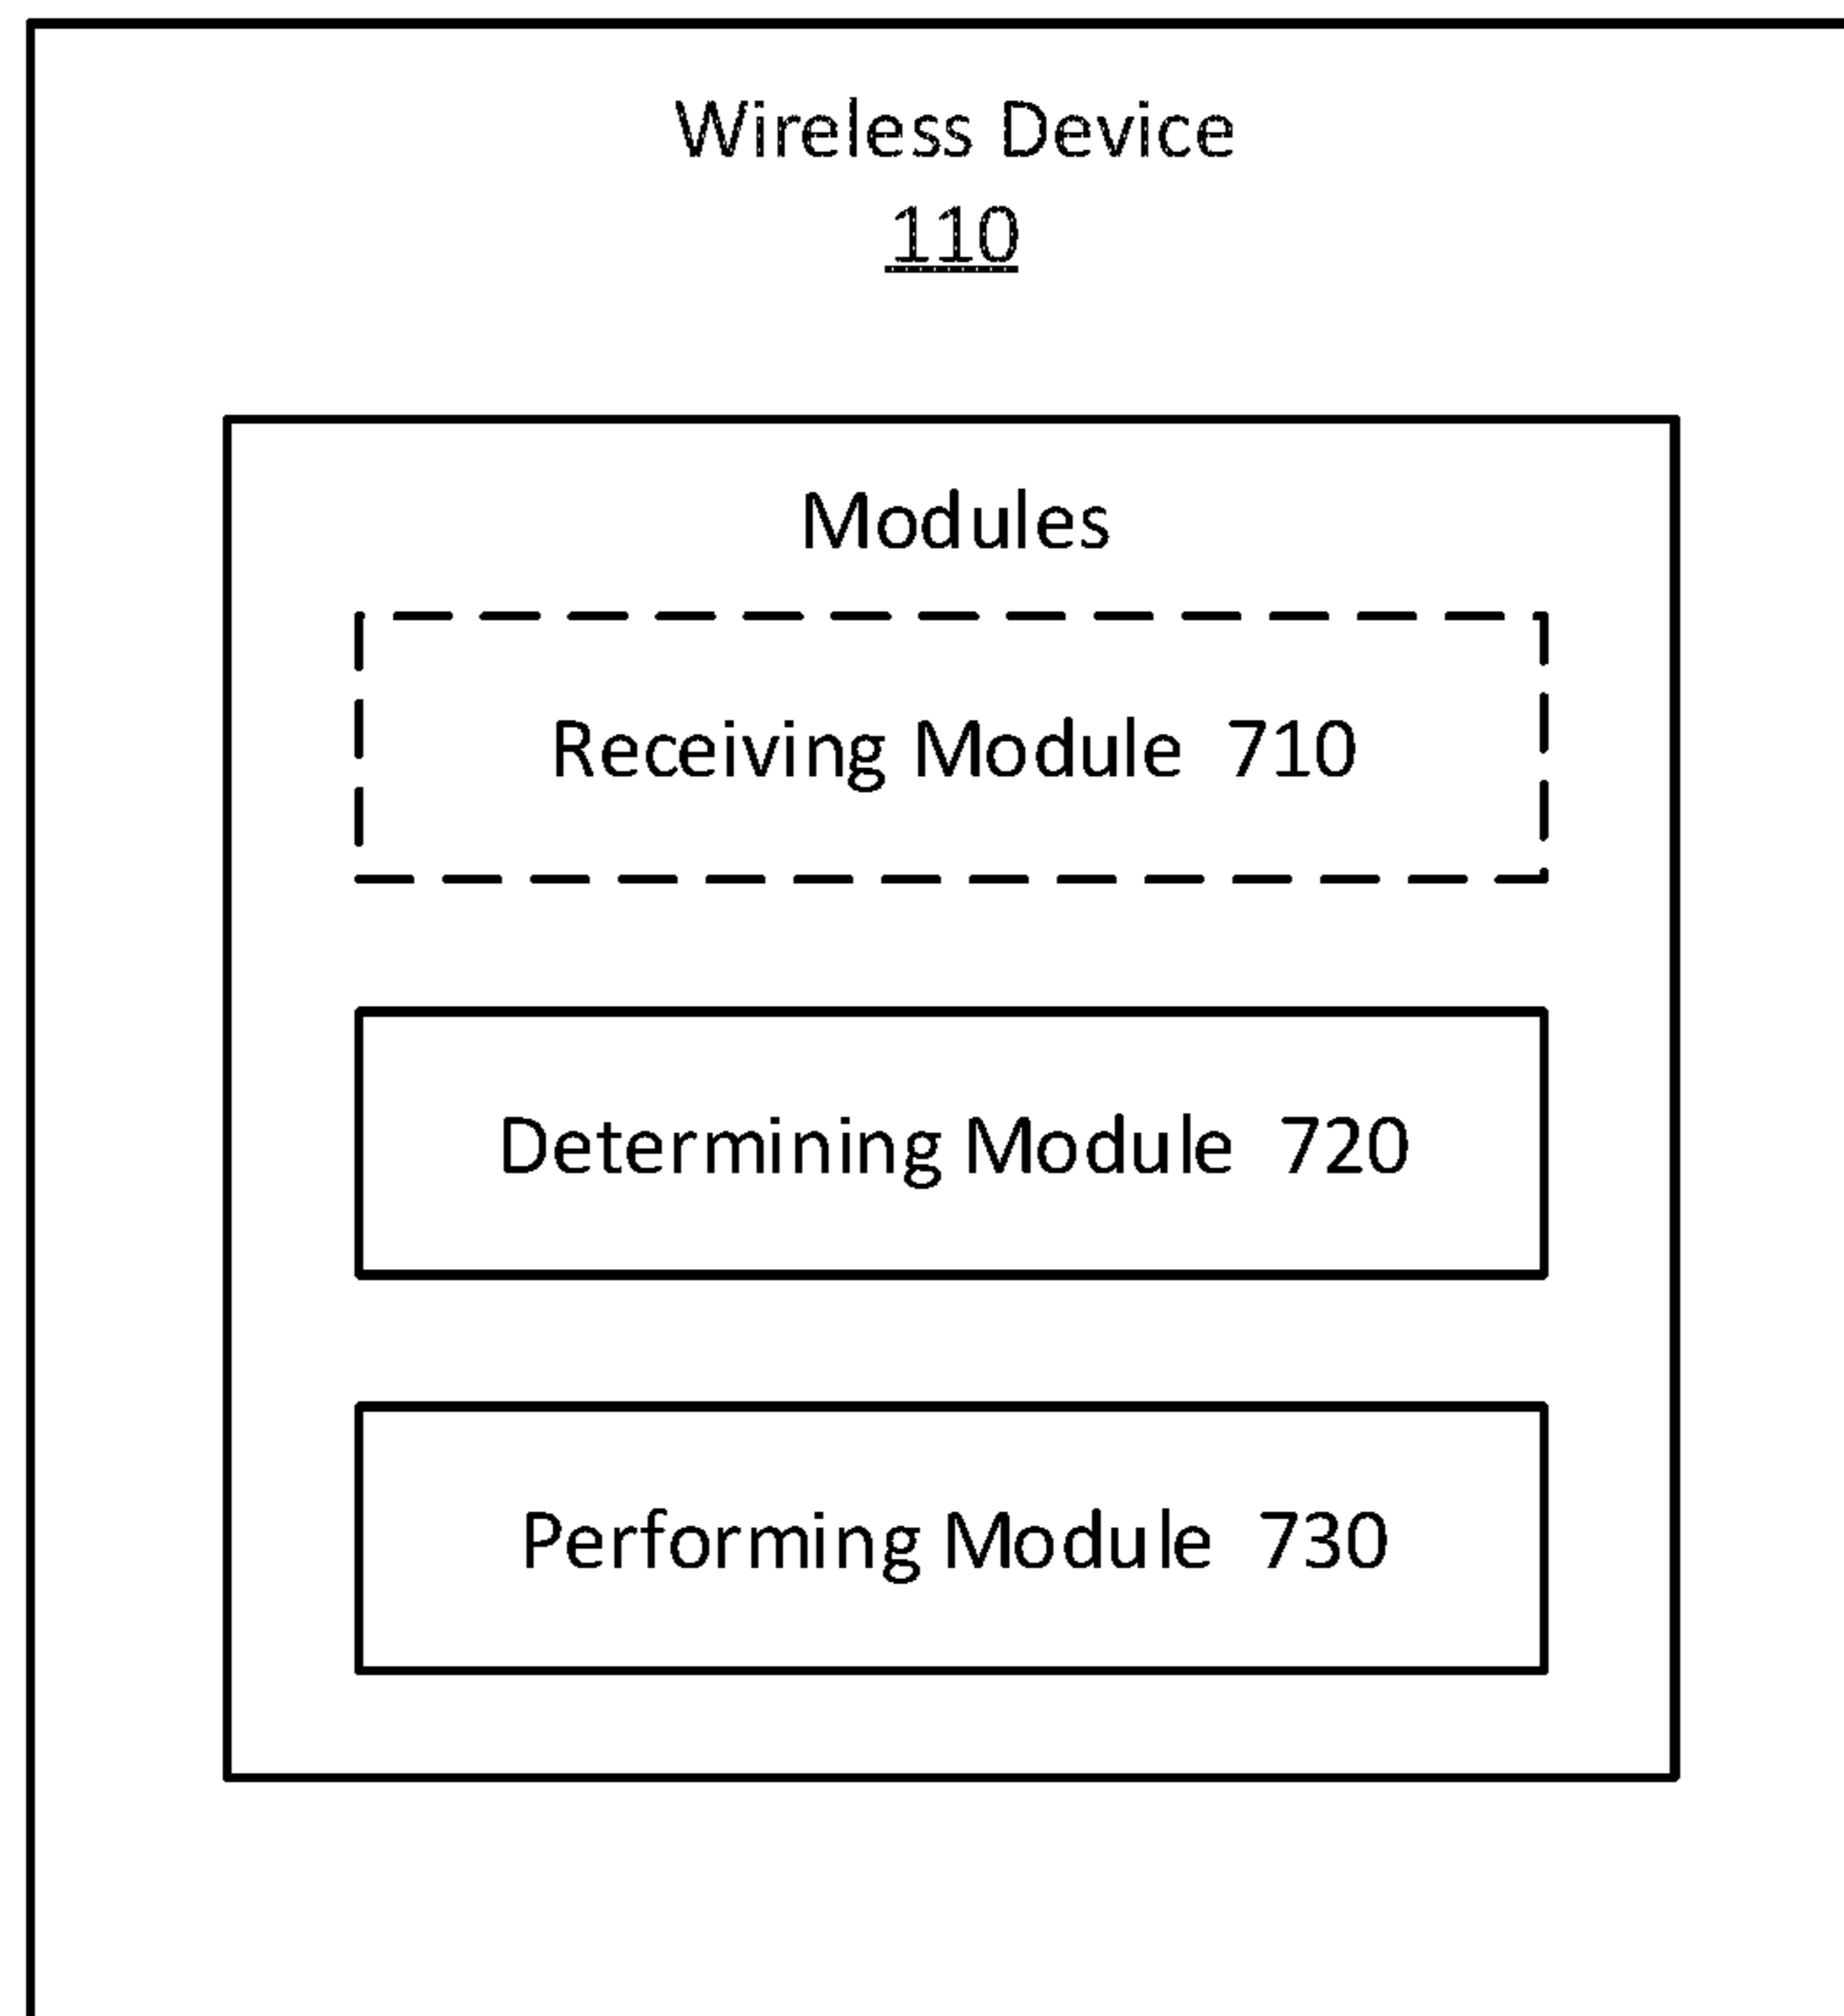 Wireless Device
110
Modules
Receiving Module 710
Determining Module 720
Performing Module 730